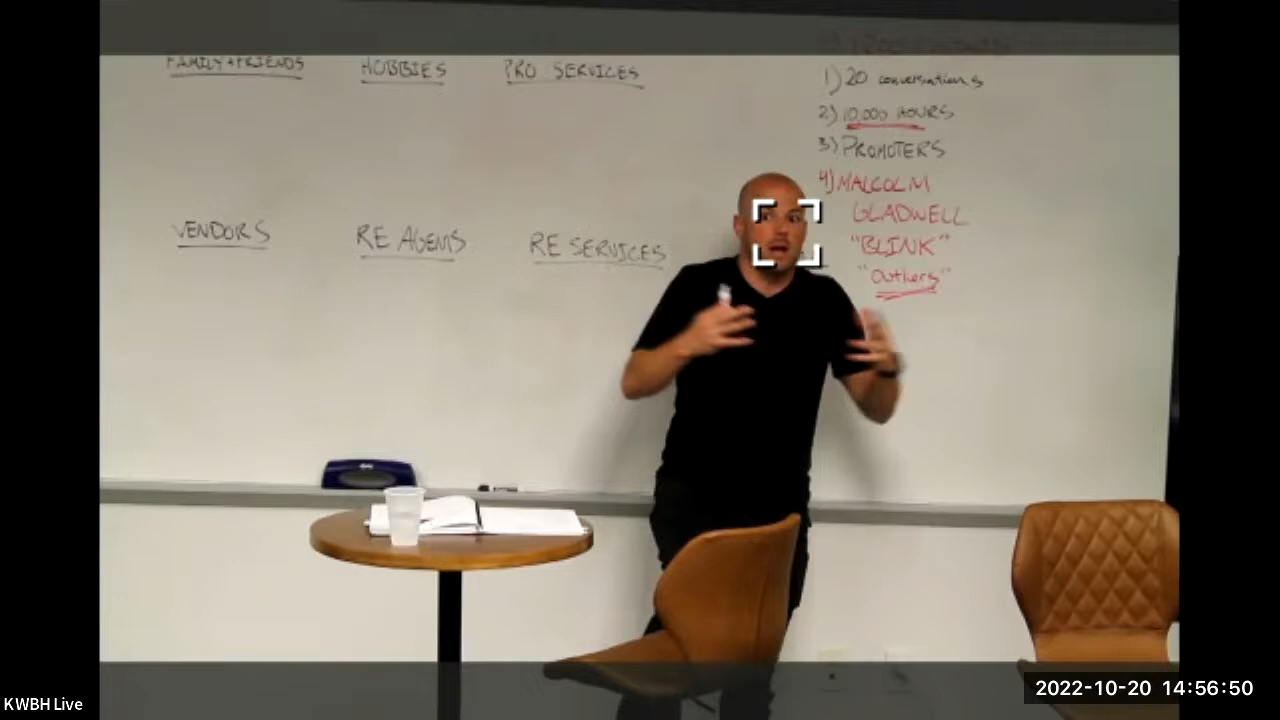 FAMILY+FRIENDS
HOBBIES
PRO SERVICES
VENDORS
RE AGENTS
RE SERVICES
1) 20 conversations
2) 10,000 HOURS
3) PROMOTERS
4) MALCOLM
GLADWELL
"BLINK"
"Outliers"
KWBH Live
2022-10-20 14:56:50